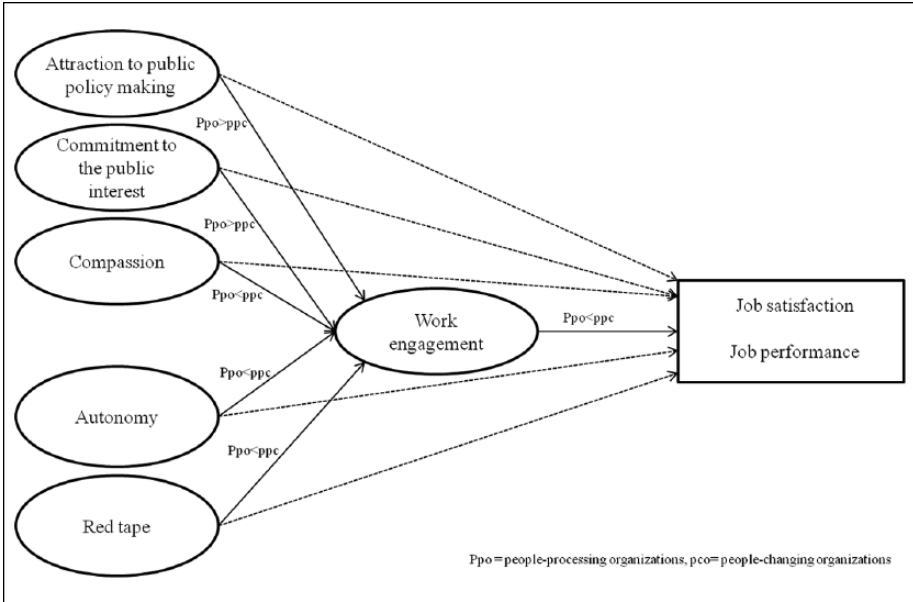 Attraction to public
policy making
Ppo>ppc
Commitment to
the public
interest
Ppo>ppc
Compassion
Ppo<ppc
Work
engagement
Ppo<ppc
Job satisfaction
Job performance
Ppo<ppc
Autonomy
Ppo<ppc
Red tape
Ppo=people-processing organizations, pco=people-changing organizations